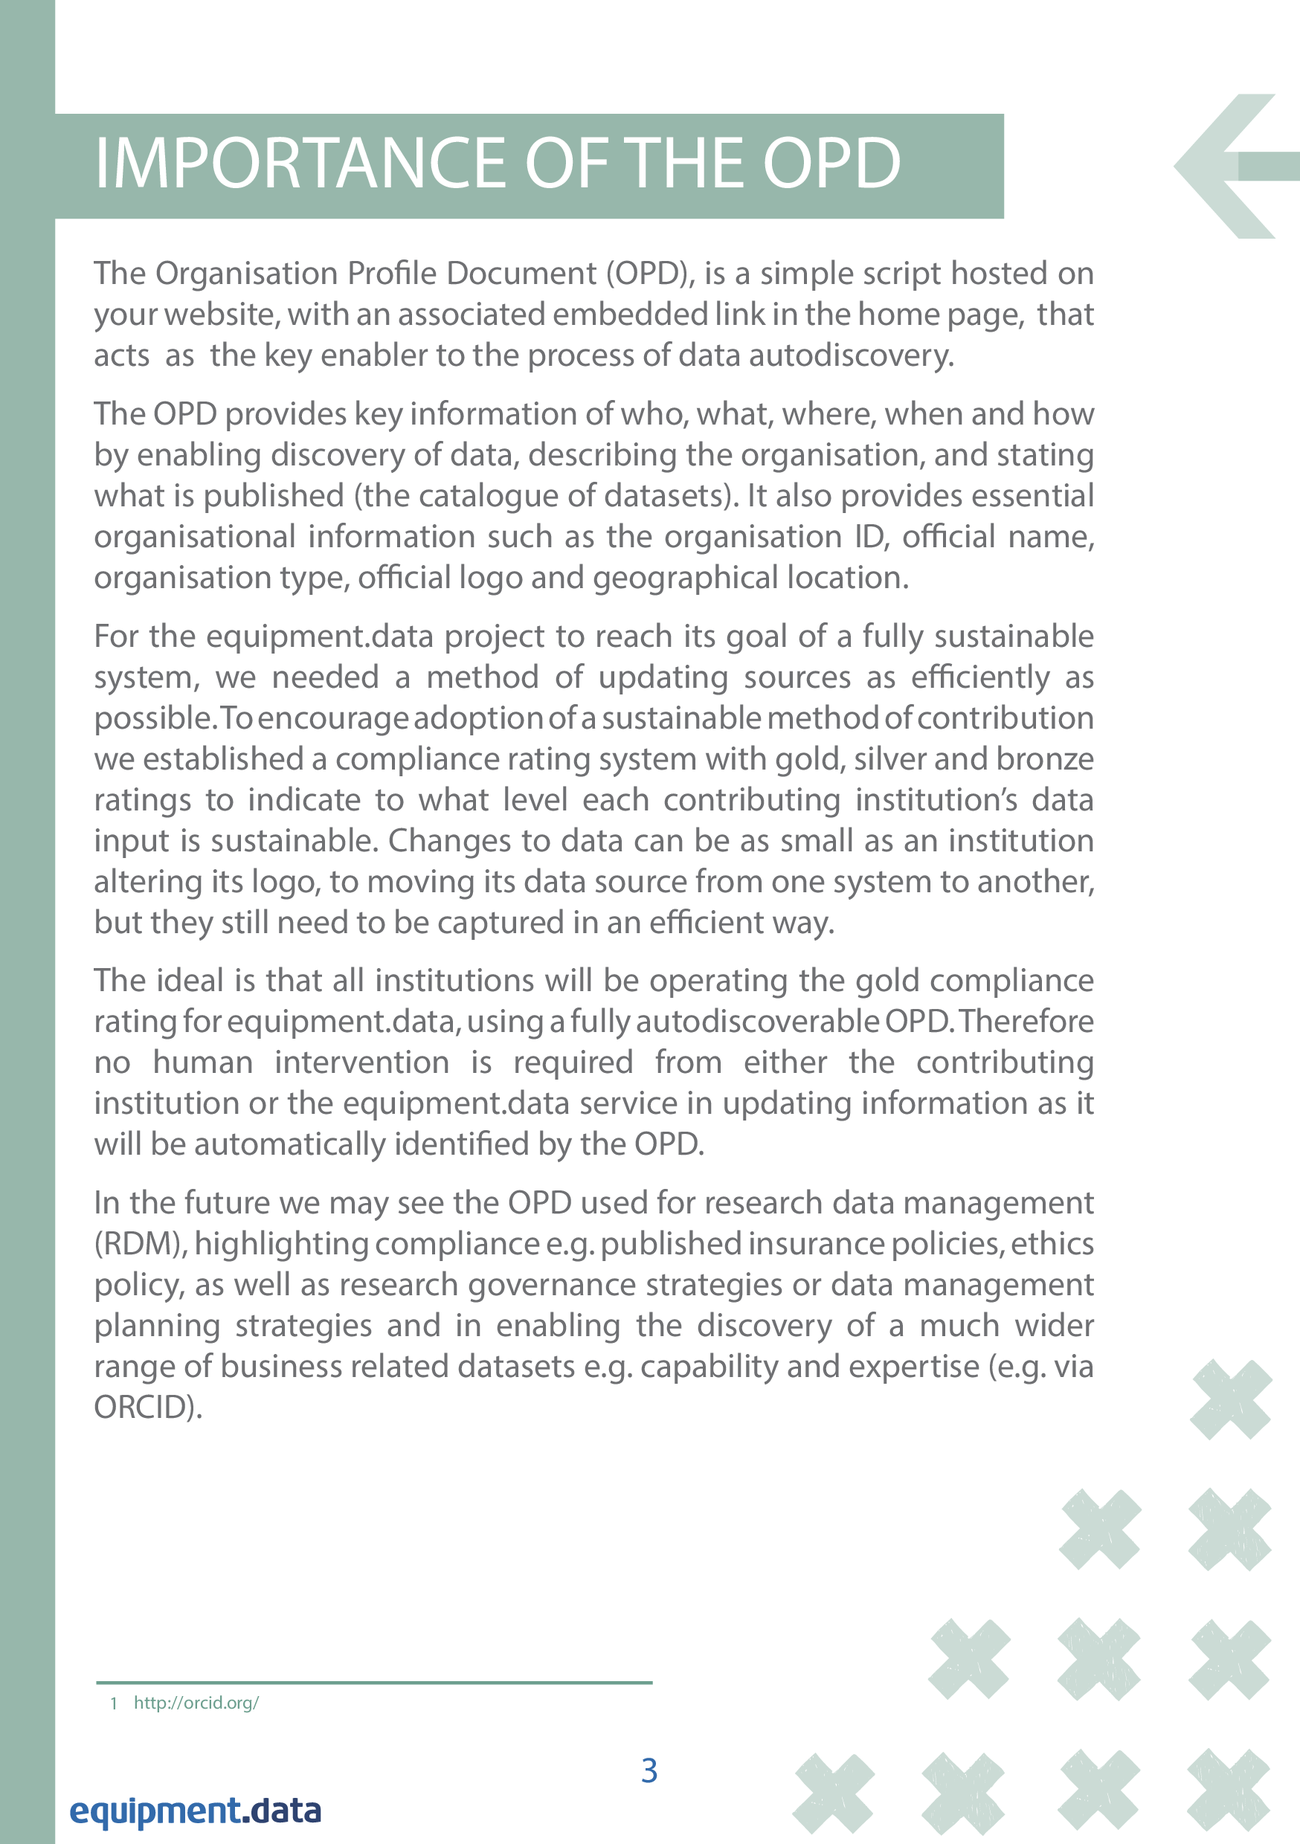 IMPORTANCE OF THE OPD
The Organisation Profile Document (OPD), is a simple script hosted on
your website, with an associated embedded link in the home page, that
acts as the key enabler to the process of data autodiscovery.
The OPD provides key information of who, what, where, when and how
by enabling discovery of data, describing the organisation, and stating
what is published (the catalogue of datasets). It also provides essential
organisational information such as the organisation ID, official name,
organisation type, official logo and geographical location.
For the equipment.data project to reach its goal of a fully sustainable
system, we needed a method of updating sources as efficiently as
possible. To encourage adoption of a sustainable method of contribution
we established a compliance rating system with gold, silver and bronze
ratings to indicate to what level each contributing institution’s data
input is sustainable. Changes to data can be as small as an institution
altering its logo, to moving its data source from one system to another,
but they still need to be captured in an efficient way.
The ideal is that all institutions will be operating the gold compliance
rating for equipment.data, using a fully autodiscoverable OPD. Therefore
no human intervention is required from either the contributing
institution or the equipment.data service in updating information as it
will be automatically identified by the OPD.
In the future we may see the OPD used for research data management
(RDM), highlighting compliance e.g. published insurance policies, ethics
policy, as well as research governance strategies or data management
planning strategies and in enabling the discovery of a much wider
range of business related datasets e.g. capability and expertise (e.g. via
ORCID).
1 http://orcid.org/
3
equipment.data